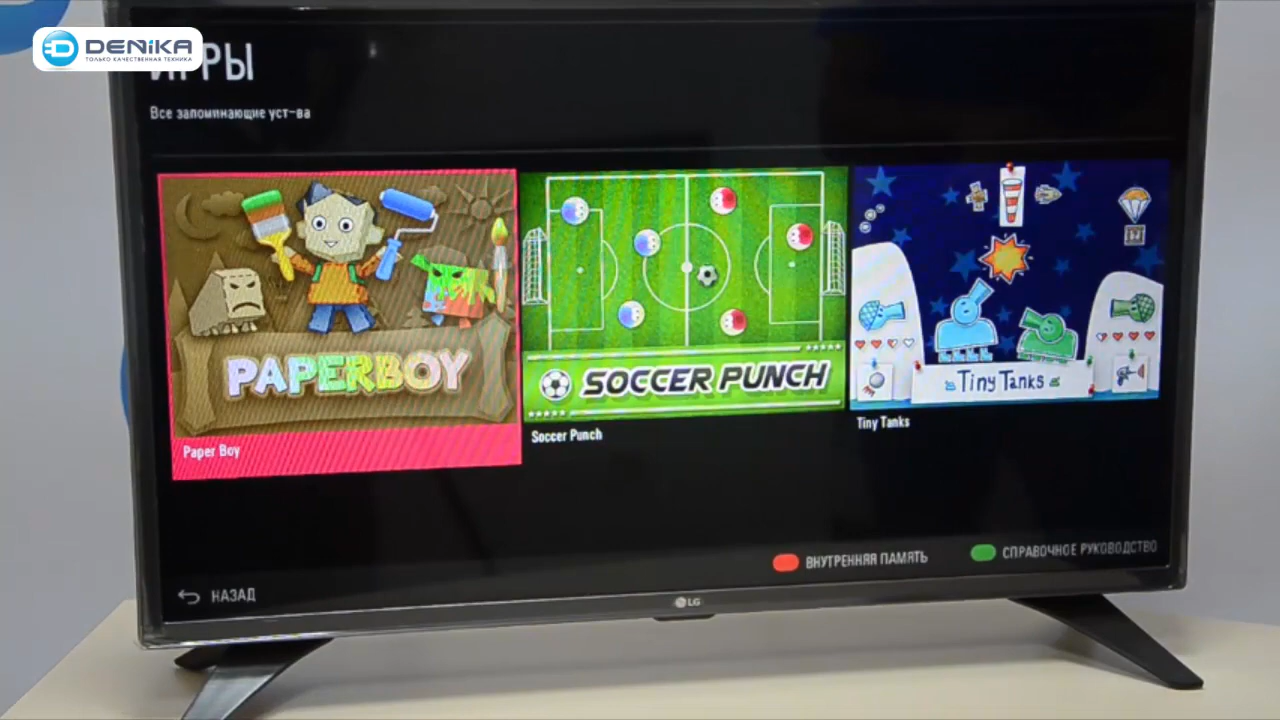 DENIKA
ТОЛЬКО КАЧЕСТВЕННАЯ ТЕХНИКА
ИГРЫ
Все запоминающие уст-ва
PAPERBOY
Paper Boy
SOCCER PUNCH
Soccer Punch
Tiny Tanks
Tiny Tanks
ВНУТРЕННЯЯ ПАМЯТЬ
СПРАВОЧНОЕ РУКОВОДСТВО
НАЗАД
LG